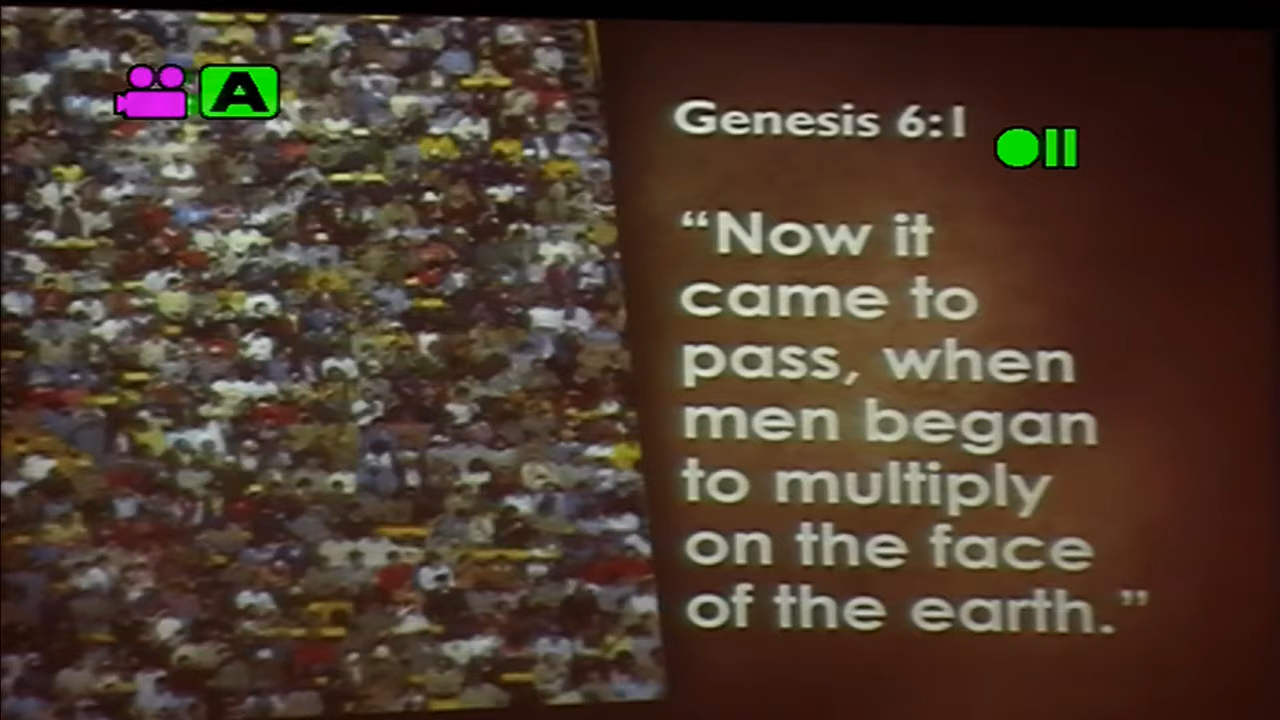 A
Genesis 6:1
"Now it
came to
pass, when
men began
to multiply
on the face
of the earth."